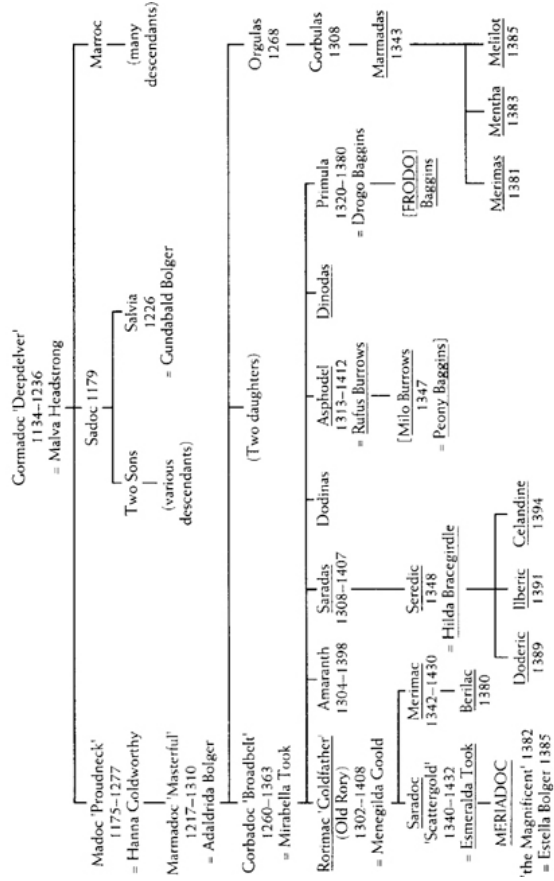 Gormadoc 'Deepdelver'
1134–1236
= Malva Headstrong
Madoc 'Proudneck'
1175–1277
= Hanna Goldworthy
Sadoc 1179
Marroc
(many
descendants)
Two Sons
(various
descendants)
Salvia
1226
= Gundabald Bolger
Marmadoc 'Masterful'
1217–1310
= Adaldrida Bolger
Corbadoc 'Broadbelt'
1260–1363
= Mirabella Took
(Two daughters)
Orgulas
1268
Gorbulas
1308
Marmadas
1343
Rorimac 'Goldfather'
(Old Rory)
1302–1408
= Menegilda Goold
Amaranth
1304–1398
Saradas
1308–1407
Dodinas
Asphodel
1313–1412
= Rufus Burrows
Dinodas
Primula
1320–1380
= Drogo Baggins
[Milo Burrows
1347
= Peony Baggins]
[FRODO]
Baggins
Saradoc
'Scattergold'
1340–1432
= Esmeralda Took
Merimac
1342–1430
Seredic
1348
= Hilda Bracegirdle
Merimas
1381
Mentha
1383
Melilot
1385
MERIADOC
'the Magnificent' 1382
= Estella Bolger 1385
Berilac
1380
Doderic
1389
Ilberic
1391
Celandine
1394